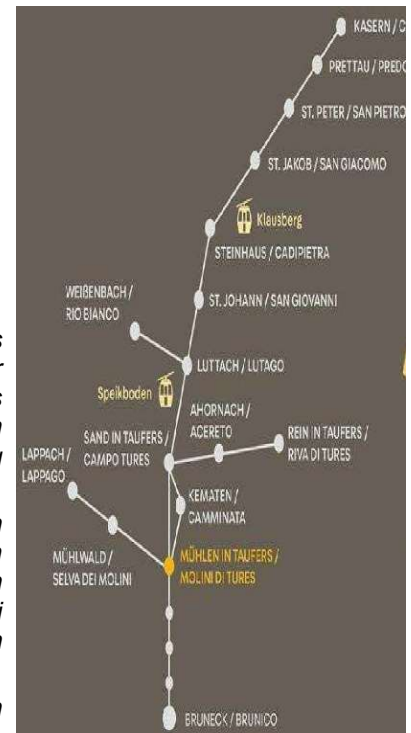 KASERN /
PRETTAU /
ST. PETER / SAN PIETRO
ST. JAKOB / SAN GIACOMO
Klausberg
STEINHAUS / CADIPIETRA
WEIßENBACH /
RIO BIANCO
ST. JOHANN / SAN GIOVANNI
LUTTACH / LUTAGO
Speikboden
AHORNACH /
ACERETO
SAND IN TAUFERS /
CAMPO TURES
REIN IN TAUFERS /
RIVA DI TURES
LAPPACH /
LAPPAGO
KEMATEN /
CAMMINATA
MÜHLWALD /
SELVA DEI MOLINI
MÜHLEN IN TAUFERS /
MOLINI DI TURES
BRUNECK / BRUNICO